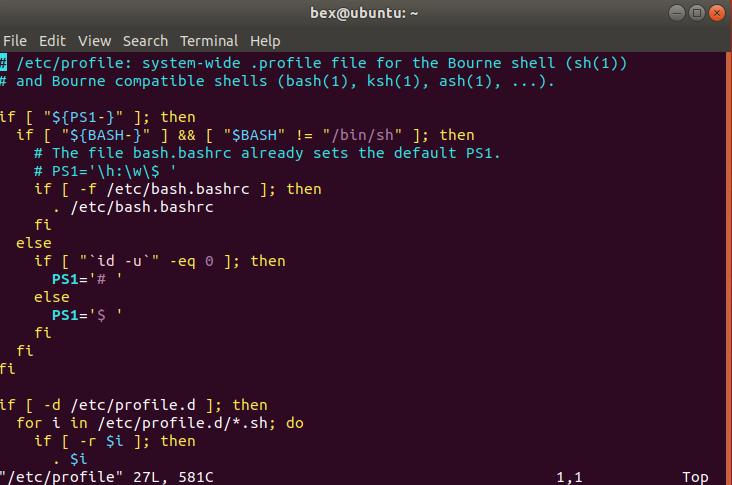 bex@ubuntu: ~
File Edit View Search Terminal Help
# /etc/profile: system-wide .profile file for the Bourne shell (sh(1))
# and Bourne compatible shells (bash(1), ksh(1), ash(1), ...).

if [ "${PS1-}" ]; then
  if [ "${BASH-}" ] && [ "$BASH" != "/bin/sh" ]; then
    # The file bash.bashrc already sets the default PS1.
    # PS1='\h:\w\$ '
    if [ -f /etc/bash.bashrc ]; then
      . /etc/bash.bashrc
    fi
  else
    if [ "`id -u`" -eq 0 ]; then
      PS1='# '
    else
      PS1='$ '
    fi
  fi
fi

if [ -d /etc/profile.d ]; then
  for i in /etc/profile.d/*.sh; do
    if [ -r $i ]; then
      . $i
"/etc/profile" 27L, 581C 1,1 Top